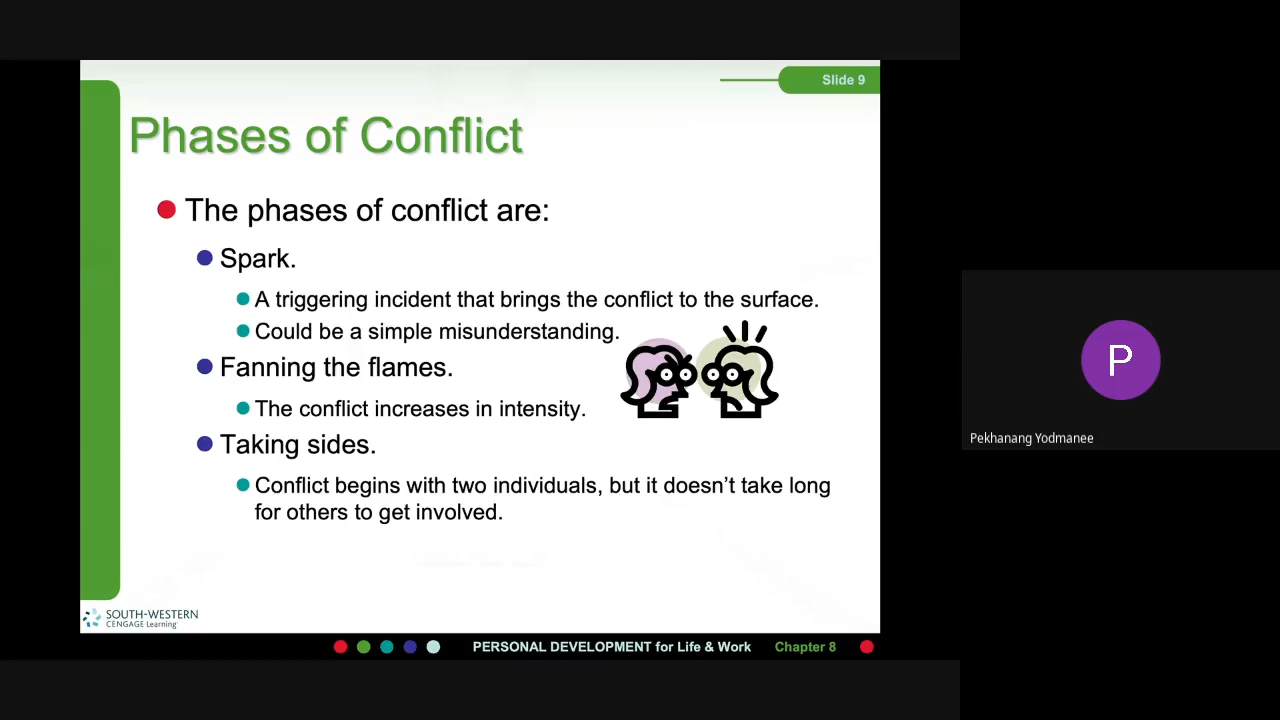 Slide 9
Phases of Conflict
The phases of conflict are:
Spark.
A triggering incident that brings the conflict to the surface.
Could be a simple misunderstanding.
Fanning the flames.
The conflict increases in intensity.
Taking sides.
Conflict begins with two individuals, but it doesn't take long
for others to get involved.
SOUTH-WESTERN
CENGAGE Learning
PERSONAL DEVELOPMENT for Life & Work
Chapter 8
P
Pekhanang Yodmanee